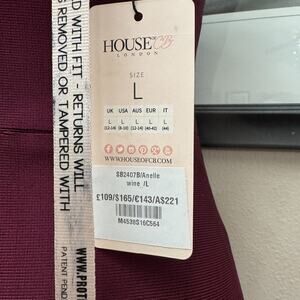 HOUSE OF CB
LONDON
SIZE
L
UK USA AUS EUR IT
L L L L L
(12-14) (8-10) (12-14) (40-42) (44)
WWW.HOUSEOFCB.COM
SB2407B/Anelle
wine /L
£109/$165/€143/A$221
M4538S16C564
D WITH FIT - RETURNS WILL
S REMOVED OR TAMPERED WITH
WWW.PROT
PATENT PEND